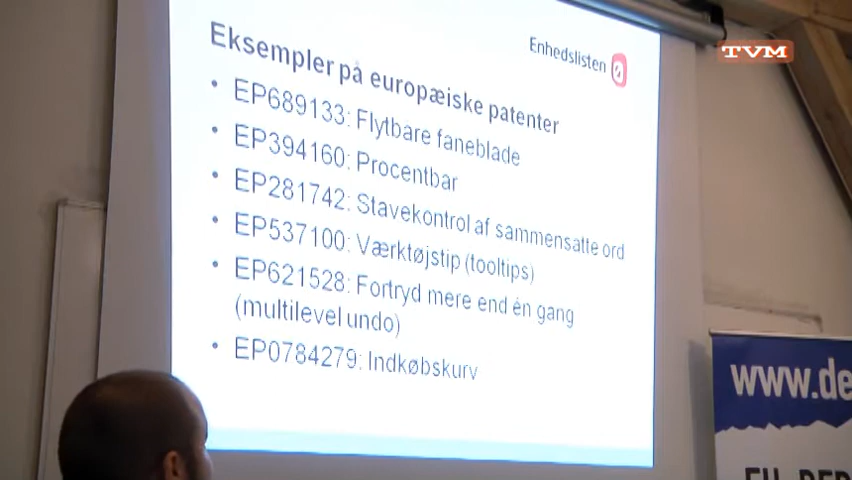 TVM
Enhedslisten
Eksempler på europæiske patenter
• EP689133: Flytbare faneblade
• EP394160: Procentbar
• EP281742: Stavekontrol af sammensatte ord
• EP537100: Værktøjstip (tooltips)
• EP621528: Fortryd mere end én gang
(multilevel undo)
• EP0784279: Indkøbskurv
www.de